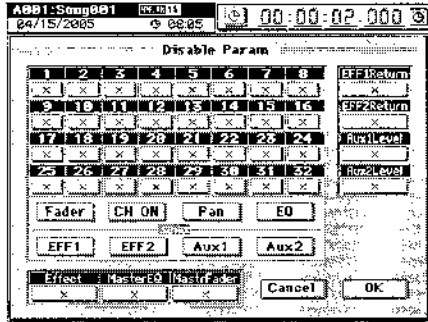 A001:Song001
04/15/2005 08:05
00:00:02.000
Disable Param
1 2 3 4 5 6 7 8 EFF1Return
× × × × × × × × ×
9 10 11 12 13 14 15 16 EFF2Return
× × × × × × × × ×
17 18 19 20 21 22 23 24 Aux1Level
× × × × × × × × ×
25 26 27 28 29 30 31 32 Aux2Level
× × × × × × × × ×
Fader CH ON Pan EQ
EFF1 EFF2 Aux1 Aux2
Effect MasterEQ MastrFader
× × × Cancel OK